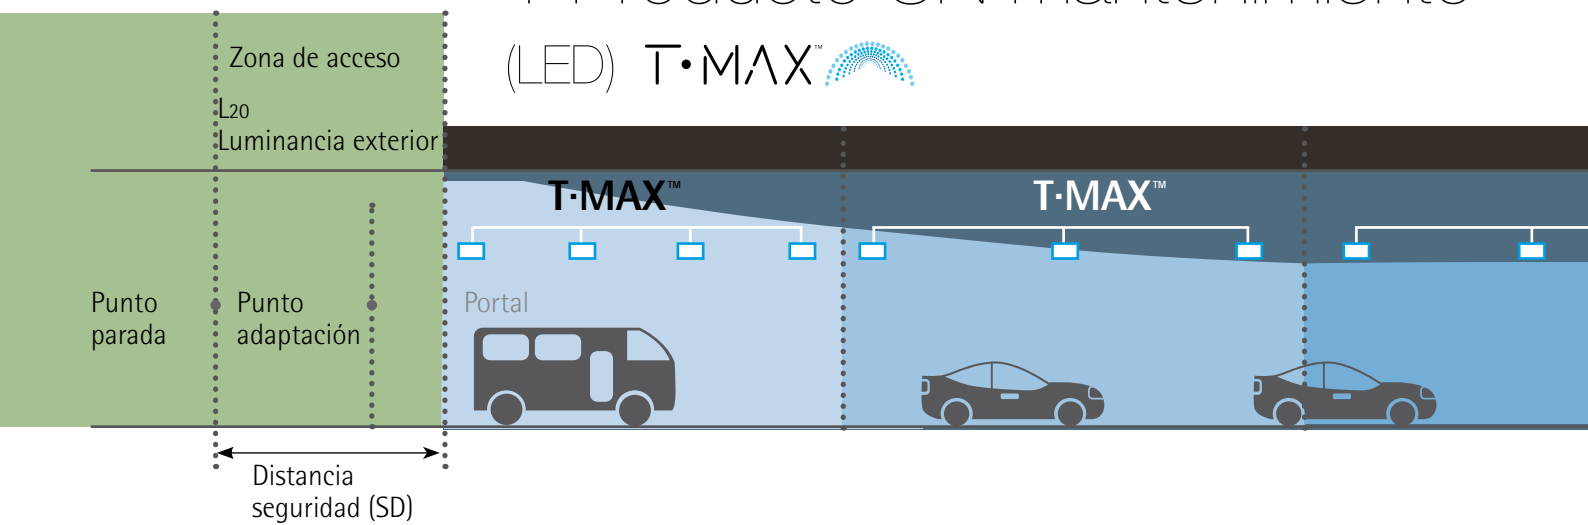 (LED) T·MAX™
Zona de acceso
L20
Luminancia exterior
T·MAX™
T·MAX™
Punto
parada
Punto
adaptación
Portal
Distancia
seguridad (SD)